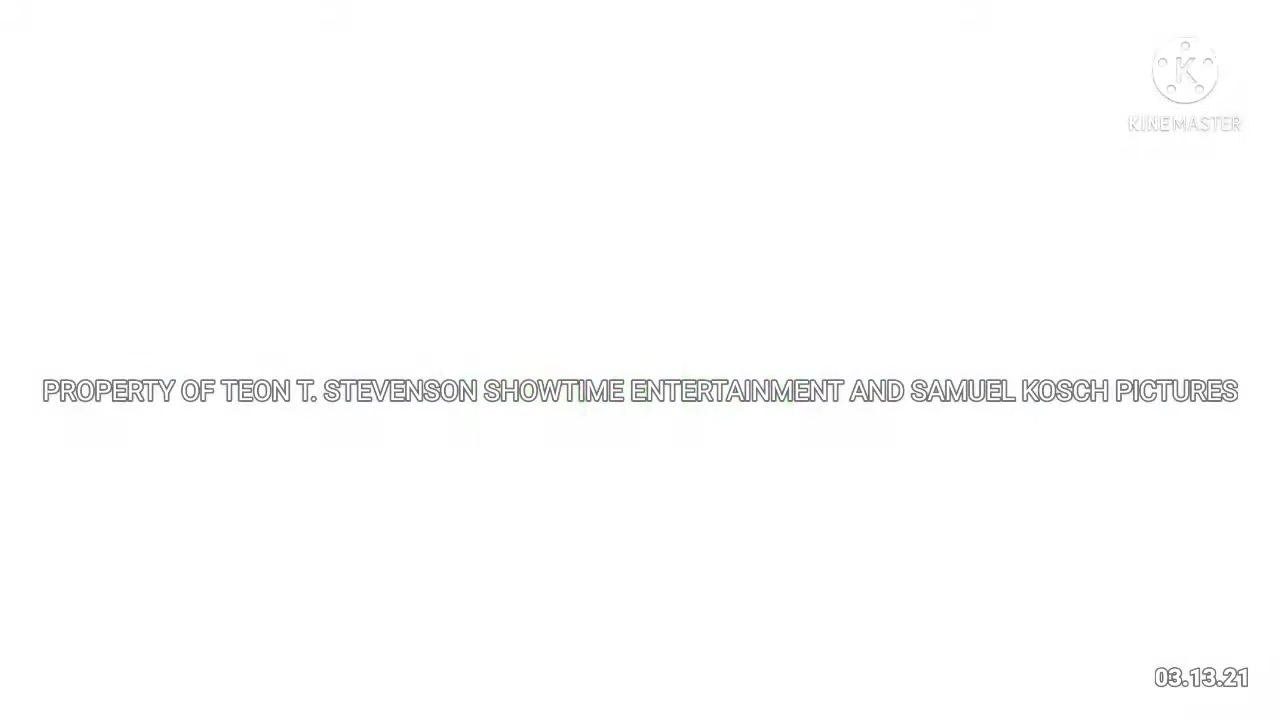 K
KINEMASTER
PROPERTY OF TEON T. STEVENSON SHOWTIME ENTERTAINMENT AND SAMUEL KOSCH PICTURES
03.13.21